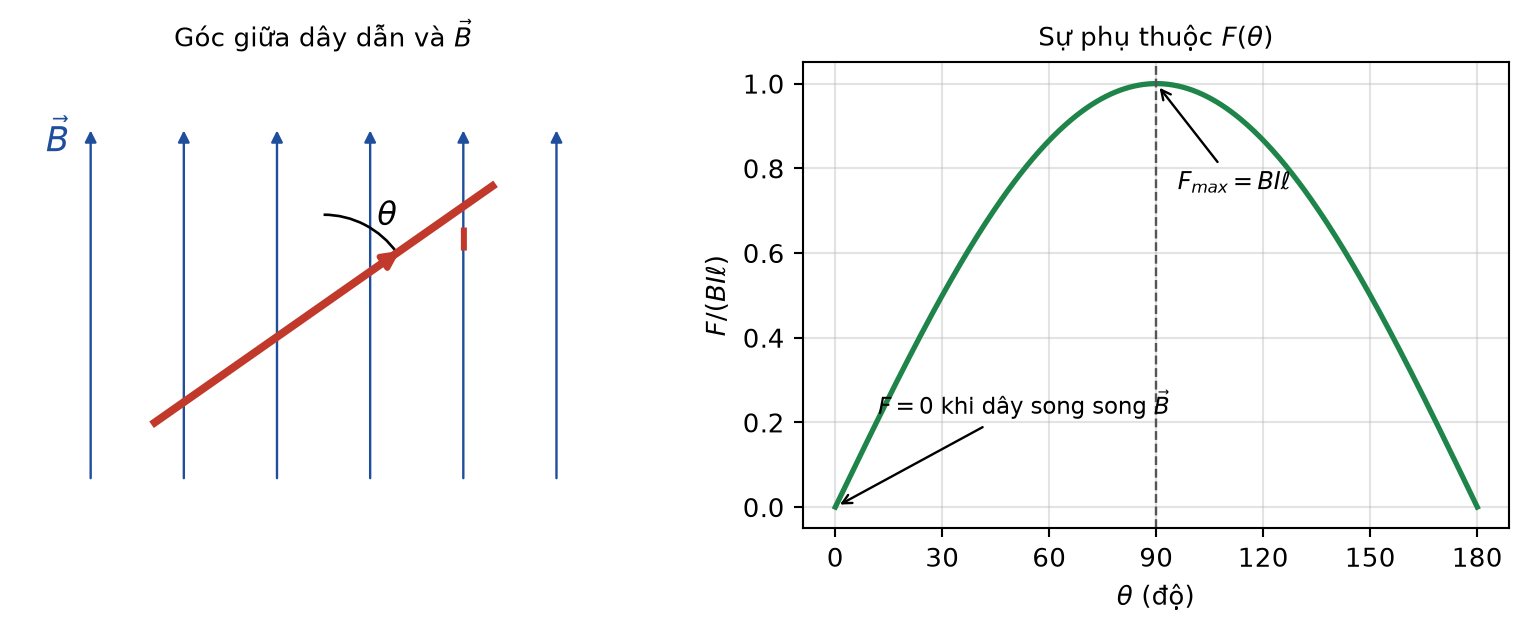 Góc giữa dây dẫn và B⃗
B⃗
θ
I
Sự phụ thuộc F(θ)
1.0
0.8
0.6
0.4
0.2
0.0
F/(BIℓ)
F_max = BIℓ
F = 0 khi dây song song B⃗
0 30 60 90 120 150 180
θ (độ)